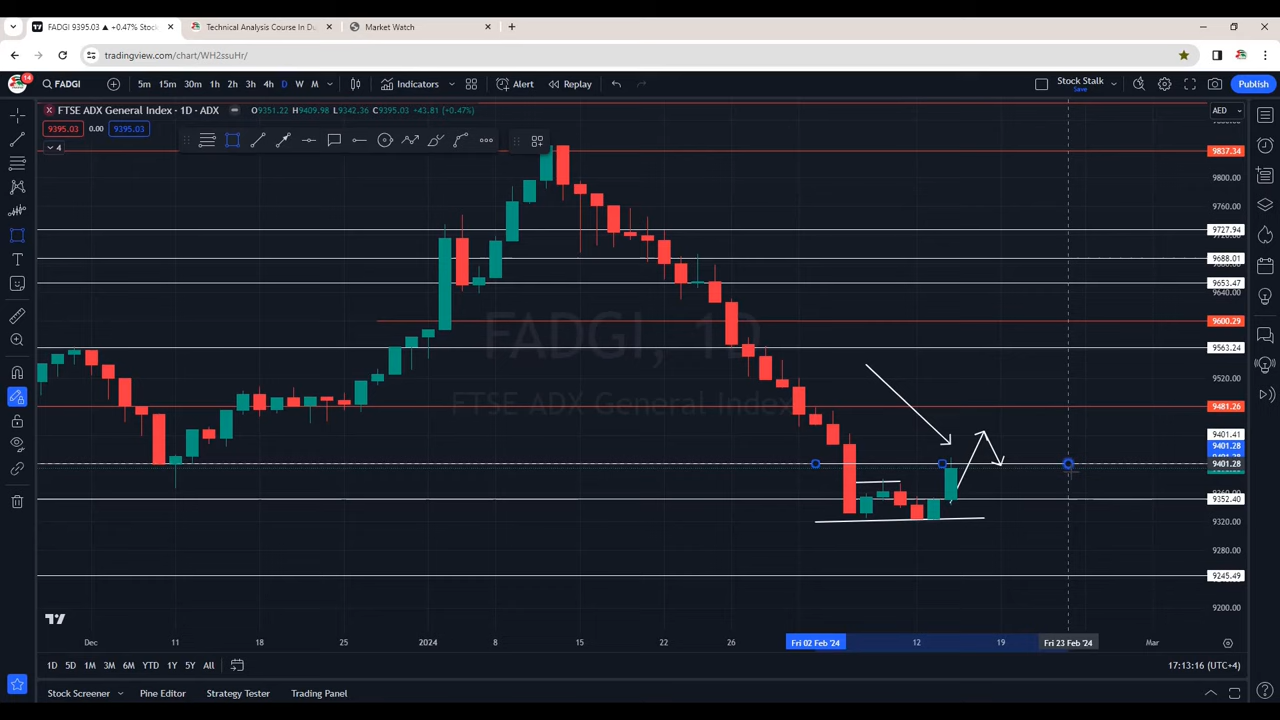 FADGI 9395.03 ▲ +0.47% Stoc
Technical Analysis Course In Du
Market Watch
tradingview.com/chart/WH2ssuHr/
14
FADGI
5m 15m 30m 1h 2h 3h 4h D W M
Indicators
Alert
Replay
Stock Stalk
Save
Publish
FTSE ADX General Index · 1D · ADX
O9351.22 H9409.98 L9342.36 C9395.03 +43.81 (+0.47%)
AED
9395.03 0.00 9395.03
4
9837.34
9800.00
9760.00
9727.94
9688.01
9653.47
9640.00
9600.29
9563.24
9520.00
9481.26
9401.41
9401.28
9401.28
9352.40
9320.00
9280.00
9245.49
9200.00
FADGI, 1D
FTSE ADX General Index
Dec 11 18 25 2024 8 15 22 26 Fri 02 Feb '24 12 19 Fri 23 Feb '24 Mar
1D 5D 1M 3M 6M YTD 1Y 5Y All
17:13:16 (UTC+4)
Stock Screener
Pine Editor
Strategy Tester
Trading Panel